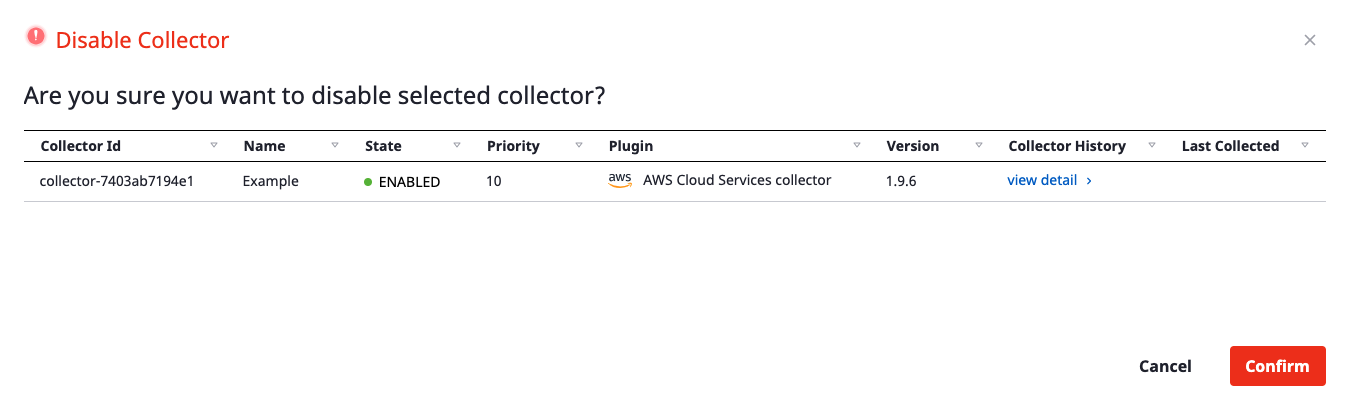 Disable Collector
Are you sure you want to disable selected collector?
Collector Id Name State Priority Plugin Version Collector History Last Collected
collector-7403ab7194e1 Example ENABLED 10 aws AWS Cloud Services collector 1.9.6 view detail
Cancel Confirm